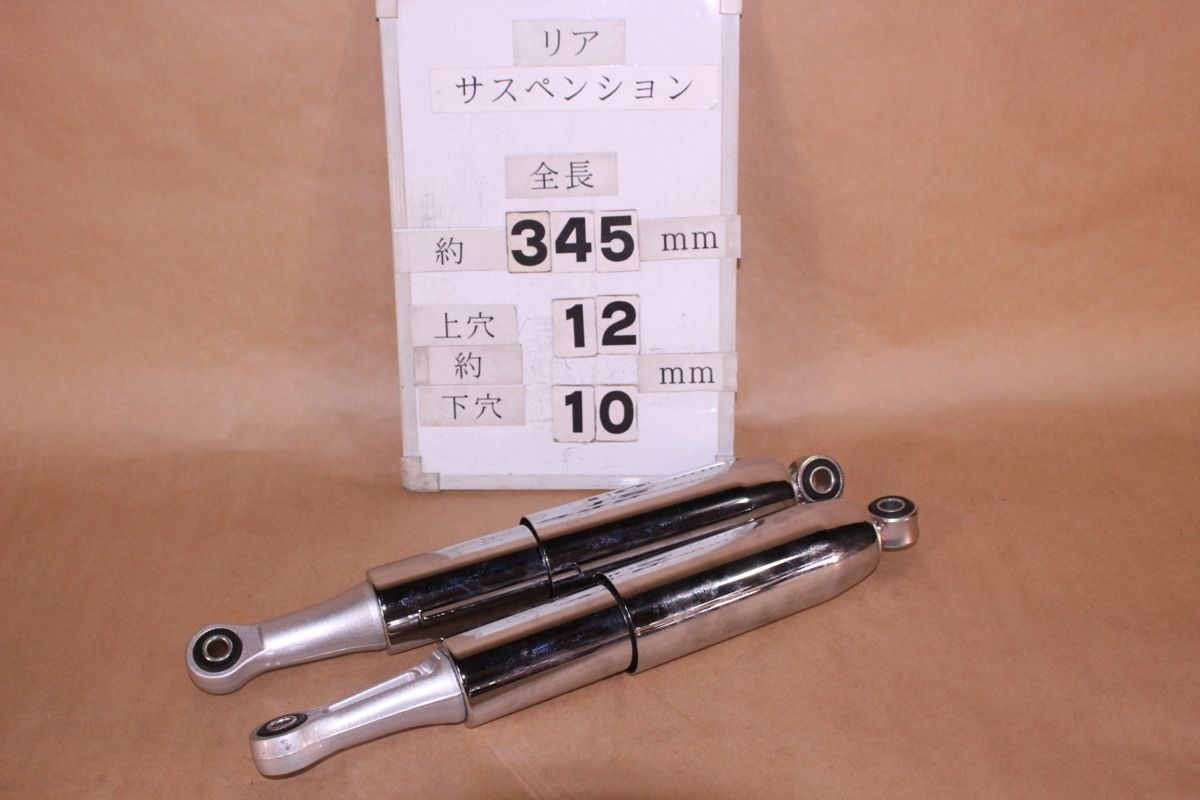 リア
サスペンション
全長
約 345 mm
上穴 12
約 mm
下穴 10